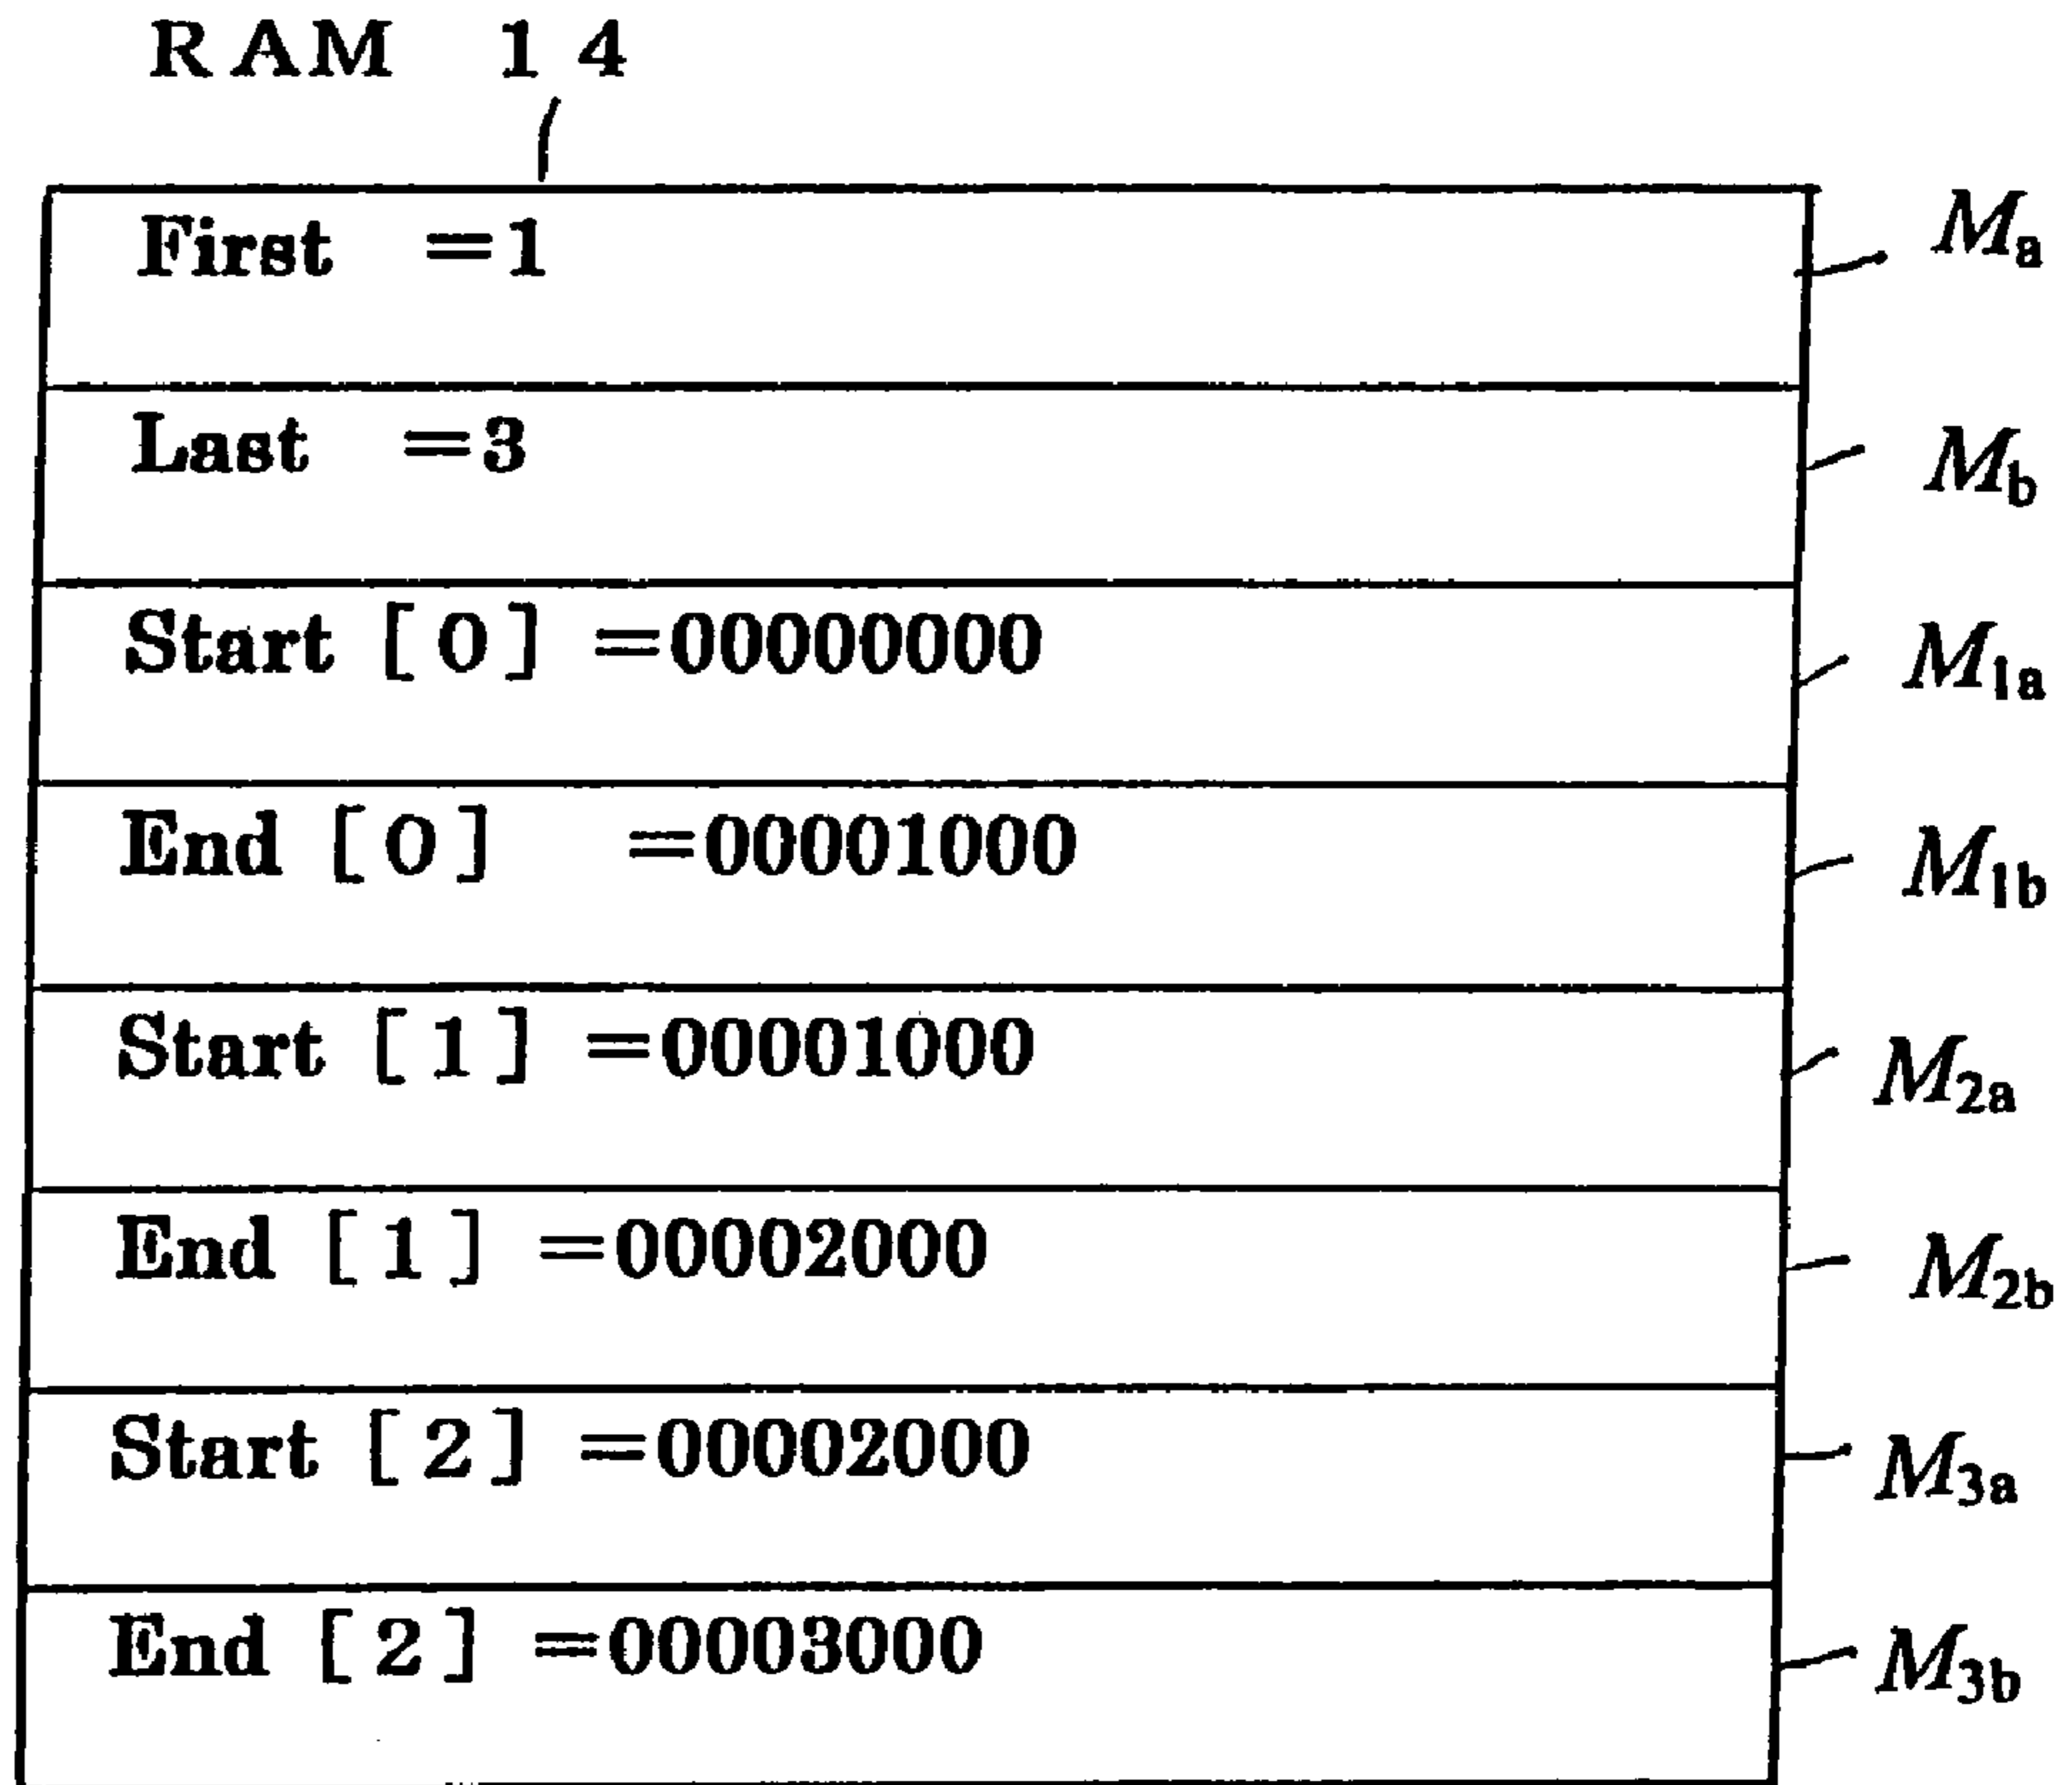 RAM 14
First =1 Ma
Last =3 Mb
Start [0] =00000000 M1a
End [0] =00001000 M1b
Start [1] =00001000 M2a
End [1] =00002000 M2b
Start [2] =00002000 M3a
End [2] =00003000 M3b